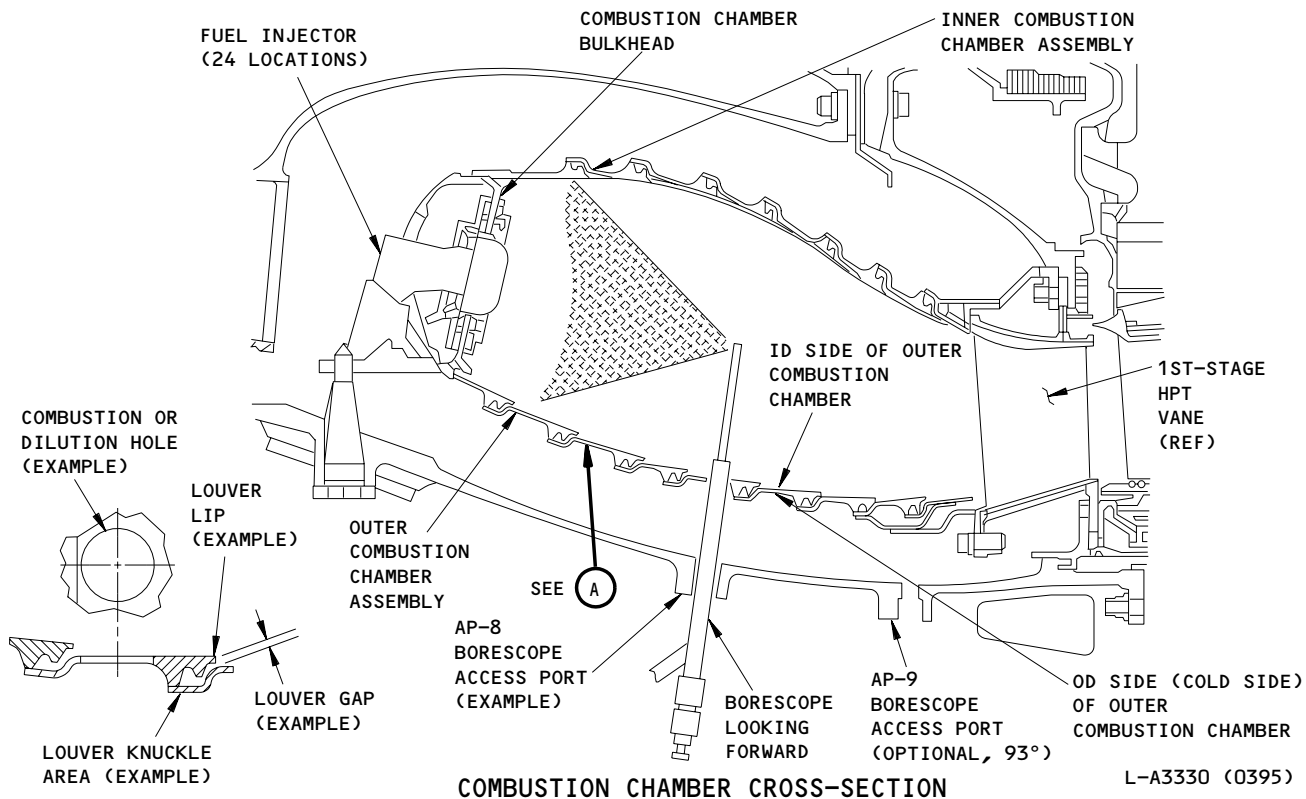 FUEL INJECTOR
(24 LOCATIONS)
COMBUSTION CHAMBER
BULKHEAD
INNER COMBUSTION
CHAMBER ASSEMBLY
ID SIDE OF OUTER
COMBUSTION
CHAMBER
1ST-STAGE
HPT
VANE
(REF)
COMBUSTION OR
DILUTION HOLE
(EXAMPLE)
LOUVER
LIP
(EXAMPLE)
OUTER
COMBUSTION
CHAMBER
ASSEMBLY
SEE A
AP-8
BORESCOPE
ACCESS PORT
(EXAMPLE)
LOUVER GAP
(EXAMPLE)
LOUVER KNUCKLE
AREA (EXAMPLE)
BORESCOPE
LOOKING
FORWARD
AP-9
BORESCOPE
ACCESS PORT
(OPTIONAL, 93°)
OD SIDE (COLD SIDE)
OF OUTER
COMBUSTION CHAMBER
COMBUSTION CHAMBER CROSS-SECTION
L-A3330 (0395)